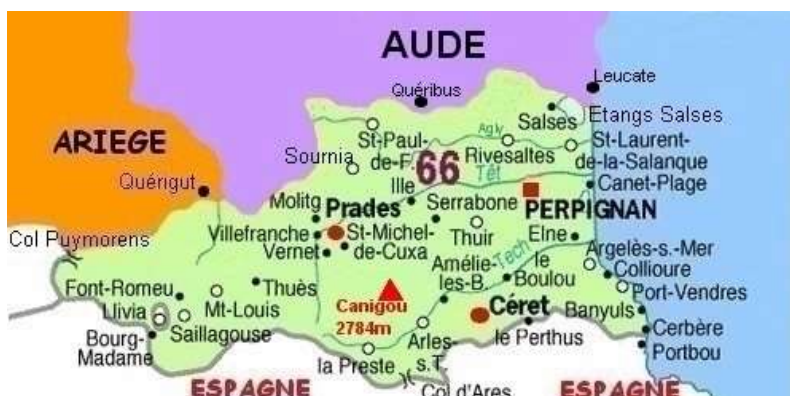 AUDE
Leucate
Quéribus
Etangs Salses
Salses
Agly
ARIEGE
St-Paul-
de-F.
Rivesaltes
St-Laurent-
de-la-Salanque
Sournia
66
Têt
Quérigut
Ille
Canet-Plage
Molitg
Prades
Serrabone
PERPIGNAN
Villefranche
St-Michel-
de-Cuxa
Thuir
Elne
Vernet
Col Puymorens
Tech
Argelès-s.-Mer
Amélie-
les-B.
le
Boulou
Collioure
Port-Vendres
Font-Romeu
Thuès
Llivia
Mt-Louis
Canigou
2784m
Céret
Banyuls
Saillagouse
Bourg-
Madame
Arles-
s.T.
le Perthus
Cerbère
Portbou
la Preste
ESPAGNE
Col d'Ares
ESPAGNE